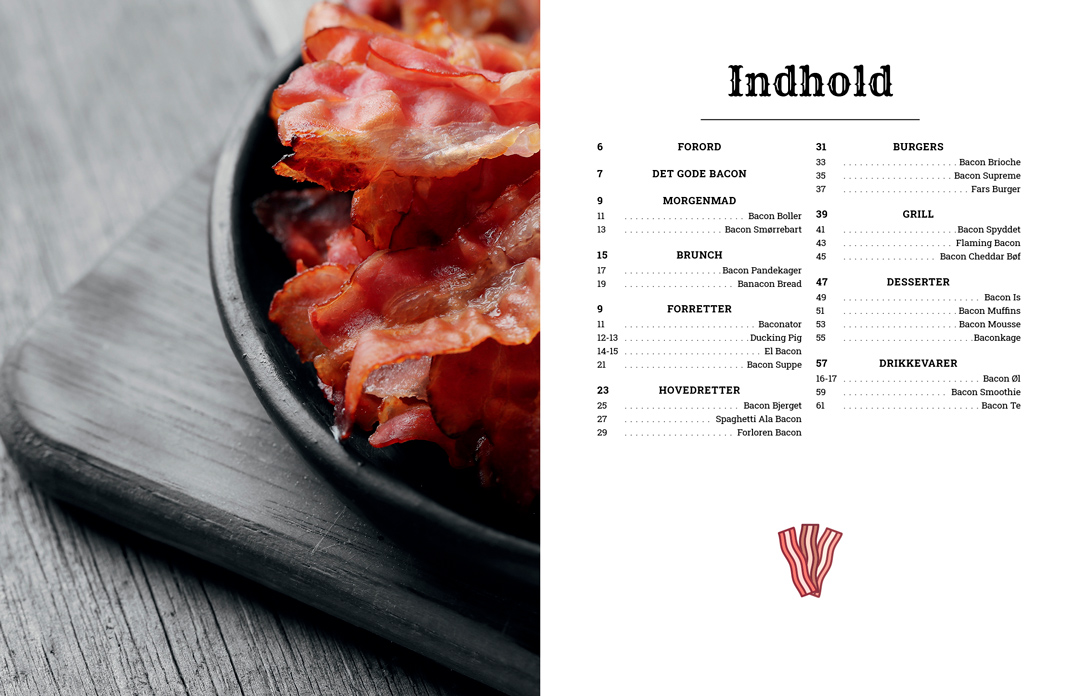 Indhold
6 FORORD
7 DET GODE BACON
9 MORGENMAD
11 . . . . . . . . . . . . . . . . . . . . . . Bacon Boller
13 . . . . . . . . . . . . . . . . . . Bacon Smørrebart
15 BRUNCH
17 . . . . . . . . . . . . . . . . . . Bacon Pandekager
19 . . . . . . . . . . . . . . . . . . . . Banacon Bread
9 FORRETTER
11 . . . . . . . . . . . . . . . . . . . . . . . . Baconator
12-13 . . . . . . . . . . . . . . . . . . . . . . . Ducking Pig
14-15 . . . . . . . . . . . . . . . . . . . . . . . . . El Bacon
21 . . . . . . . . . . . . . . . . . . . . . . Bacon Suppe
23 HOVEDRETTER
25 . . . . . . . . . . . . . . . . . . . . . Bacon Bjerget
27 . . . . . . . . . . . . . . . . Spaghetti Ala Bacon
29 . . . . . . . . . . . . . . . . . . . . Forloren Bacon
31 BURGERS
33 . . . . . . . . . . . . . . . . . . . . . Bacon Brioche
35 . . . . . . . . . . . . . . . . . . . . Bacon Supreme
37 . . . . . . . . . . . . . . . . . . . . . . . Fars Burger
39 GRILL
41 . . . . . . . . . . . . . . . . . . . . . Bacon Spyddet
43 . . . . . . . . . . . . . . . . . . . . Flaming Bacon
45 . . . . . . . . . . . . . . . . . . Bacon Cheddar Bøf
47 DESSERTER
49 . . . . . . . . . . . . . . . . . . . . . . . . . Bacon Is
51 . . . . . . . . . . . . . . . . . . . . . Bacon Muffins
53 . . . . . . . . . . . . . . . . . . . . . Bacon Mousse
55 . . . . . . . . . . . . . . . . . . . . . . . . Baconkage
57 DRIKKEVARER
16-17 . . . . . . . . . . . . . . . . . . . . . . . . . Bacon Øl
59 . . . . . . . . . . . . . . . . . . . Bacon Smoothie
61 . . . . . . . . . . . . . . . . . . . . . . . . . Bacon Te